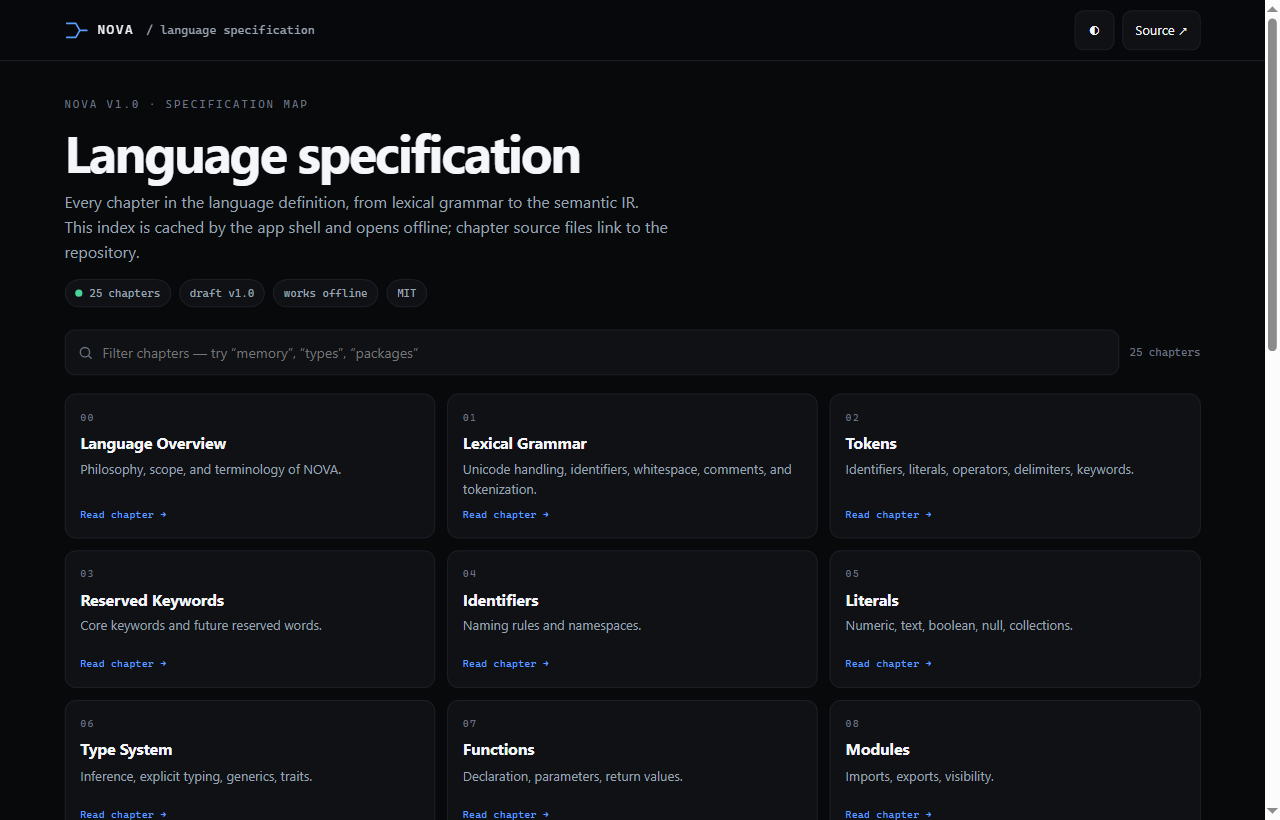 NOVA / language specification
◐
Source ↗
NOVA V1.0 · SPECIFICATION MAP
Language specification
Every chapter in the language definition, from lexical grammar to the semantic IR.
This index is cached by the app shell and opens offline; chapter source files link to the
repository.
25 chapters
draft v1.0
works offline
MIT
Filter chapters — try “memory”, “types”, “packages”
25 chapters
00
Language Overview
Philosophy, scope, and terminology of NOVA.
Read chapter →
01
Lexical Grammar
Unicode handling, identifiers, whitespace, comments, and
tokenization.
Read chapter →
02
Tokens
Identifiers, literals, operators, delimiters, keywords.
Read chapter →
03
Reserved Keywords
Core keywords and future reserved words.
Read chapter →
04
Identifiers
Naming rules and namespaces.
Read chapter →
05
Literals
Numeric, text, boolean, null, collections.
Read chapter →
06
Type System
Inference, explicit typing, generics, traits.
Read chapter →
07
Functions
Declaration, parameters, return values.
Read chapter →
08
Modules
Imports, exports, visibility.
Read chapter →